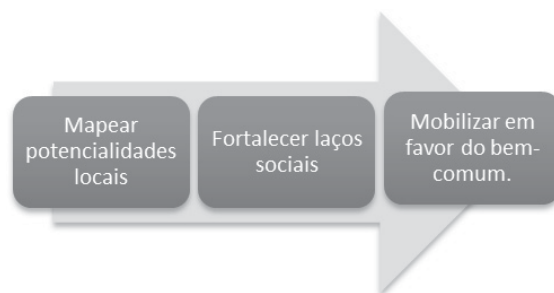 Mapear
potencialidades
locais
Fortalecer laços
sociais
Mobilizar em
favor do bem-
comum.